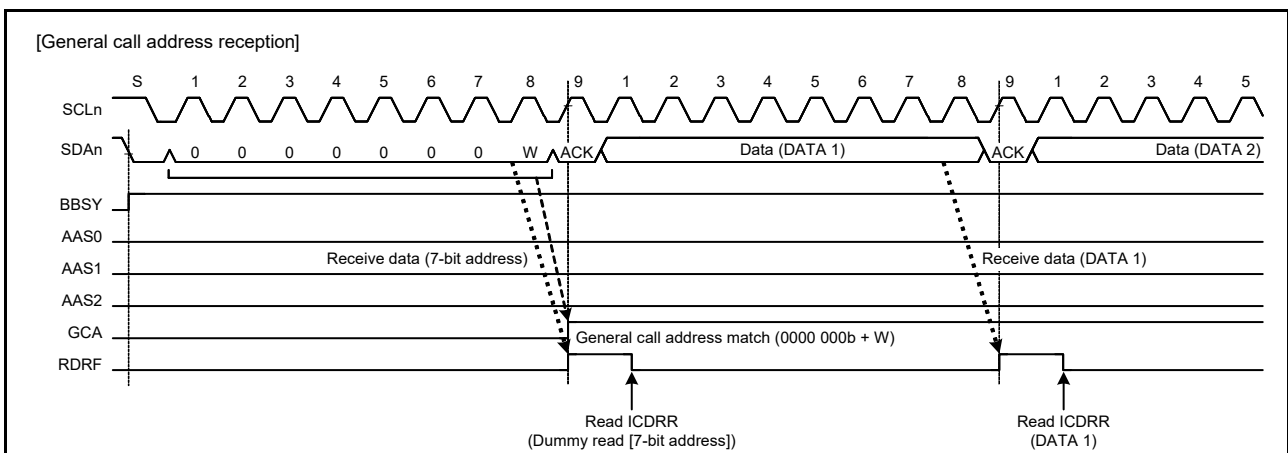 [General call address reception]
S 1 2 3 4 5 6 7 8 9 1 2 3 4 5 6 7 8 9 1 2 3 4 5
SCLn
SDAn 0 0 0 0 0 0 0 W ACK Data (DATA 1) ACK Data (DATA 2)
BBSY
AAS0
Receive data (7-bit address) Receive data (DATA 1)
AAS1
AAS2
GCA General call address match (0000 000b + W)
RDRF
Read ICDRR Read ICDRR
(Dummy read [7-bit address]) (DATA 1)